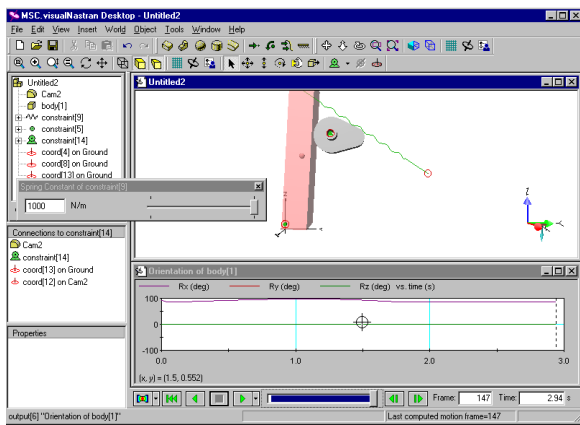 MSC.visualNastran Desktop - Untitled2
File Edit View Insert World Object Tools Window Help
Untitled2
Cam2
body[1]
constraint[9]
constraint[5]
constraint[14]
coord[4] on Ground
coord[8] on Ground
coord[13] on Ground
Spring Constant of constraint[9]
1000 N/m
Connections to constraint[14]
Cam2
constraint[14]
coord[13] on Ground
coord[12] on Cam2
Properties
Untitled2
Z
Orientation of body[1]
Rx (deg) Ry (deg) Rz (deg) vs. time (s)
100
0
-100
0.0 1.0 2.0 3.0
(x, y) = (1.5, 0.552)
Frame: 147 Time: 2.94 s
output[6] "Orientation of body[1]"
Last computed motion frame=147